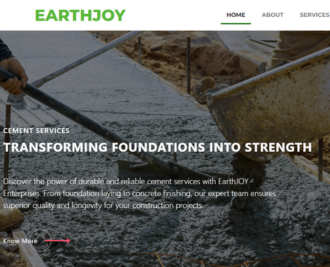 EARTHJOY
HOME ABOUT SERVICES
CEMENT SERVICES
TRANSFORMING FOUNDATIONS INTO STRENGTH
Discover the power of durable and reliable cement services with EarthJOY
Enterprises. From foundation laying to concrete finishing, our expert team ensures
superior quality and longevity for your construction projects.
Know More